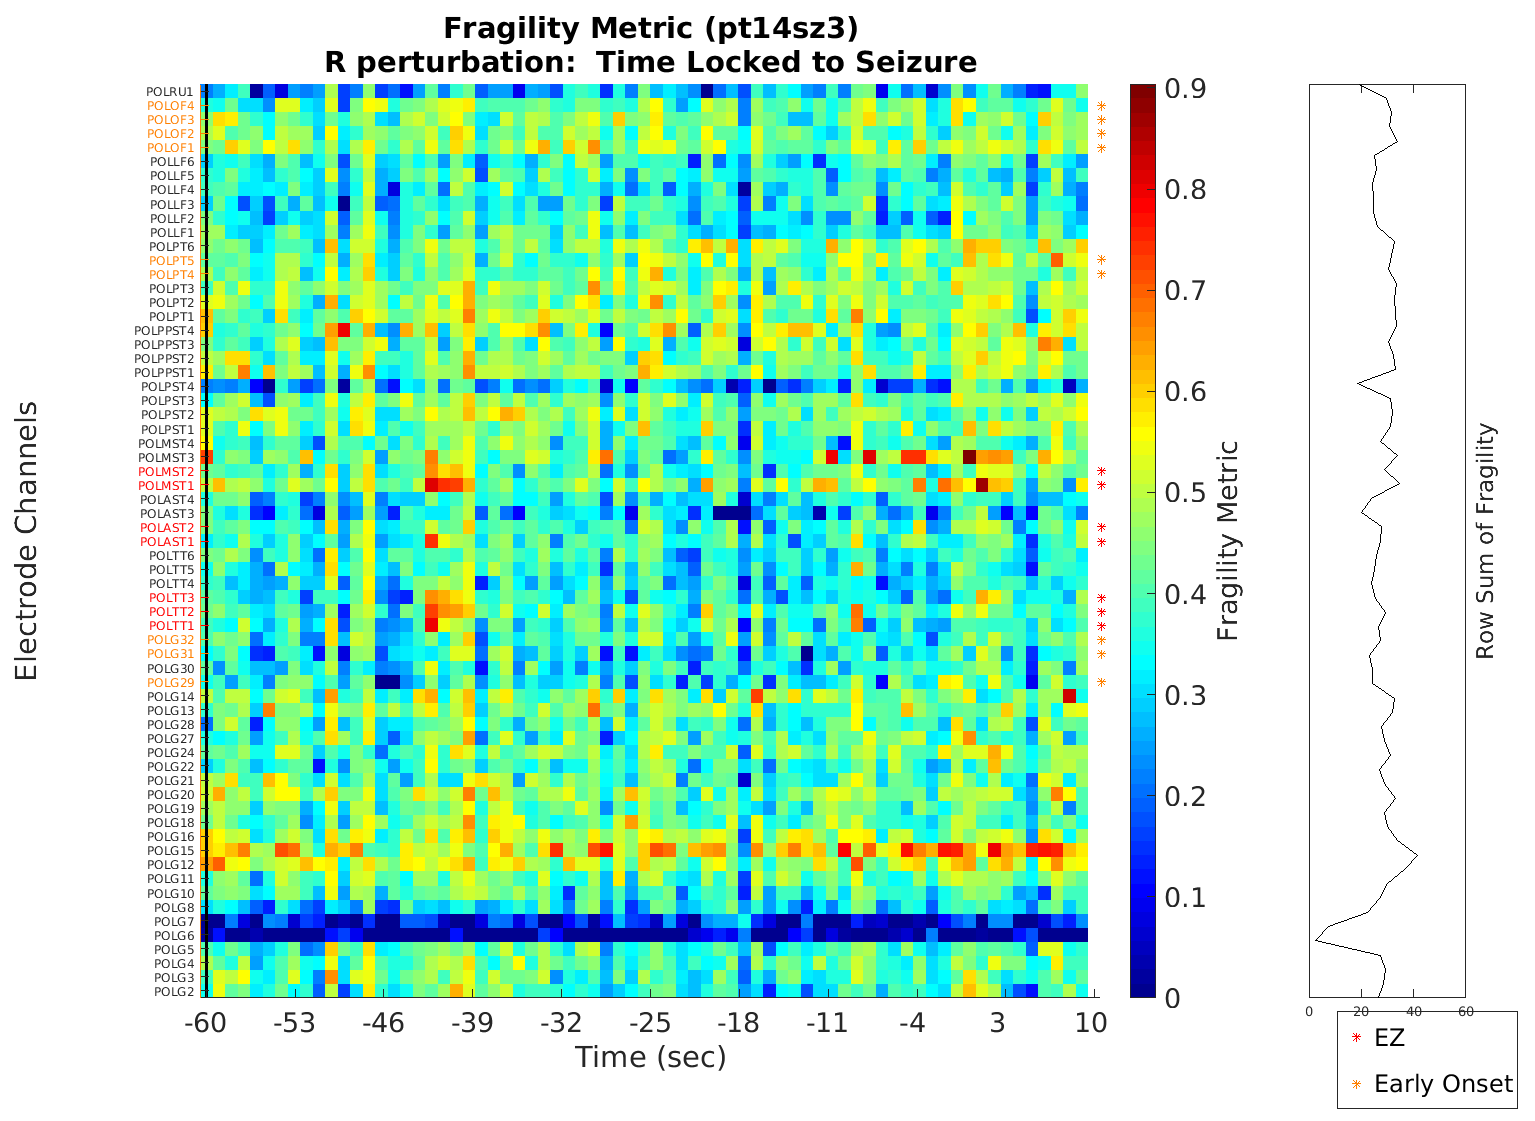 Fragility Metric (pt14sz3)
R perturbation:  Time Locked to Seizure
Electrode Channels
POLRU1
POLOF4
POLOF3
POLOF2
POLOF1
POLLF6
POLLF5
POLLF4
POLLF3
POLLF2
POLLF1
POLPT6
POLPT5
POLPT4
POLPT3
POLPT2
POLPT1
POLPPST4
POLPPST3
POLPPST2
POLPPST1
POLPST4
POLPST3
POLPST2
POLPST1
POLMST4
POLMST3
POLMST2
POLMST1
POLAST4
POLAST3
POLAST2
POLAST1
POLTT6
POLTT5
POLTT4
POLTT3
POLTT2
POLTT1
POLG32
POLG31
POLG30
POLG29
POLG14
POLG13
POLG28
POLG27
POLG24
POLG22
POLG21
POLG20
POLG19
POLG18
POLG16
POLG15
POLG12
POLG11
POLG10
POLG8
POLG7
POLG6
POLG5
POLG4
POLG3
POLG2
-60 -53 -46 -39 -32 -25 -18 -11 -4 3 10
Time (sec)
0.9
0.8
0.7
0.6
0.5
0.4
0.3
0.2
0.1
0
Fragility Metric
0 20 40 60
Row Sum of Fragility
EZ
Early Onset